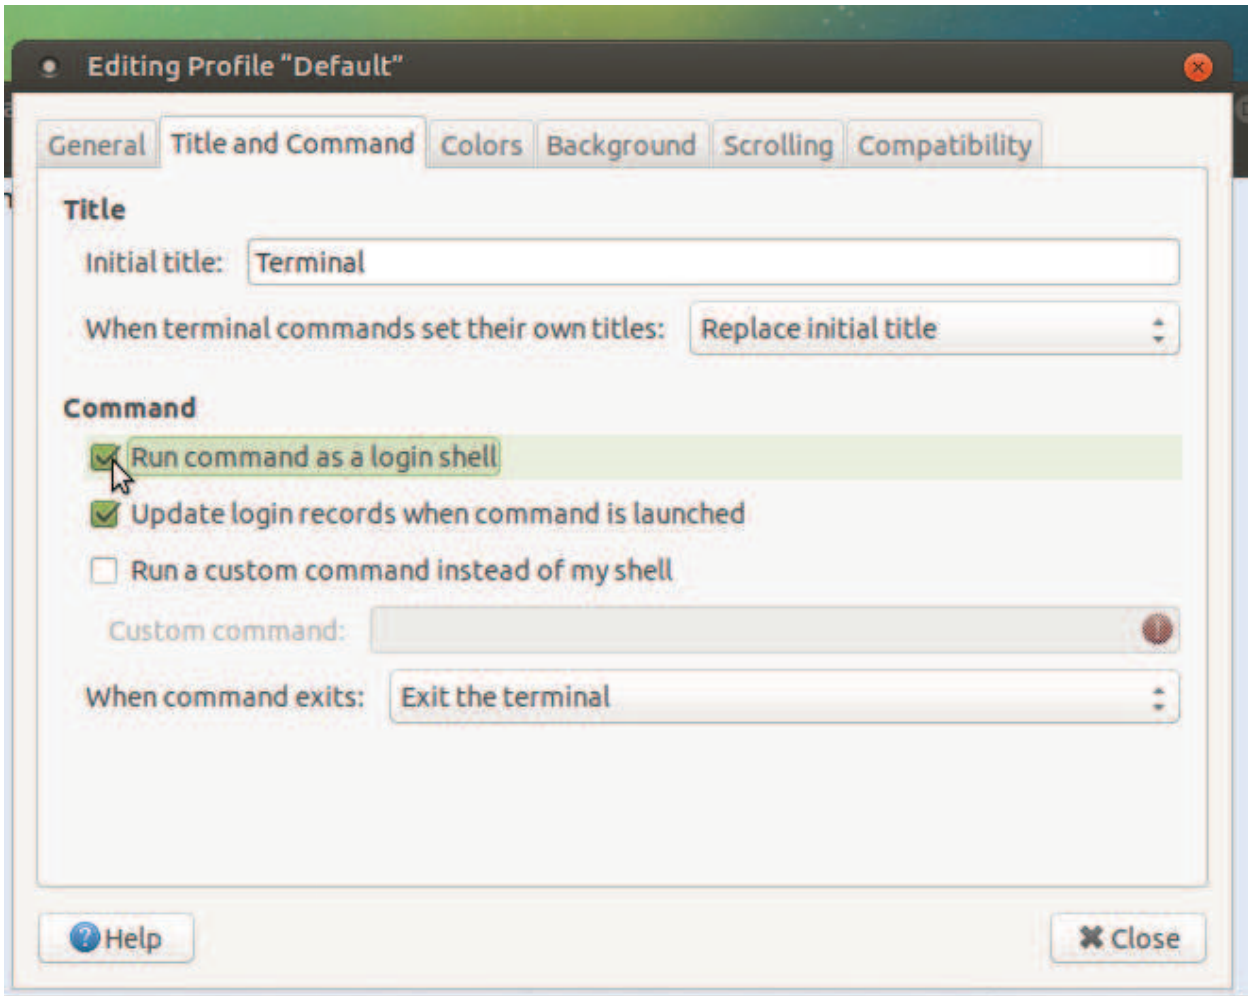 Editing Profile “Default”
General Title and Command Colors Background Scrolling Compatibility
Title
Initial title: Terminal
When terminal commands set their own titles: Replace initial title
Command
Run command as a login shell
Update login records when command is launched
Run a custom command instead of my shell
Custom command:
When command exits: Exit the terminal
Help Close